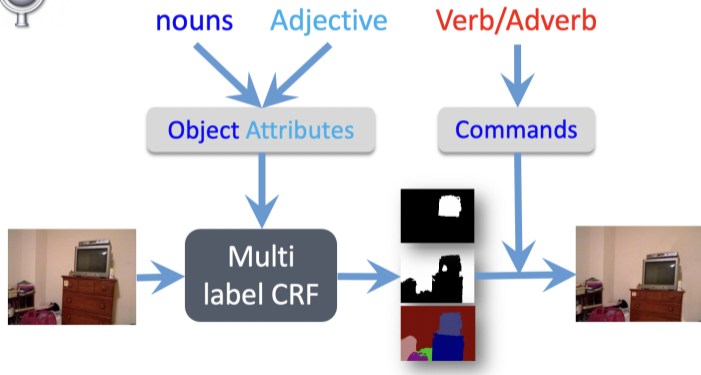 nouns Adjective Verb/Adverb
Object Attributes Commands
Multi
label CRF